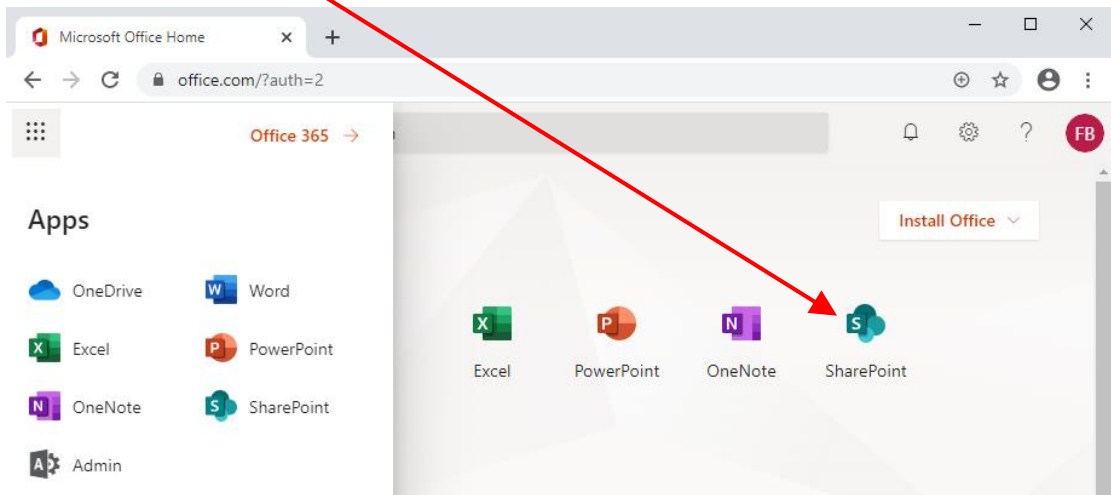 Microsoft Office Home
office.com/?auth=2
Office 365 →
FB
Apps
Install Office
OneDrive
Word
Excel
PowerPoint
OneNote
SharePoint
Admin
Excel
PowerPoint
OneNote
SharePoint